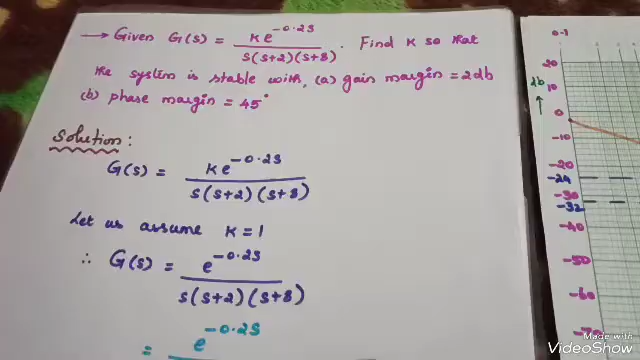 → Given G(s) = Ke^-0.2s / s(s+2)(s+8) . Find K so that
the system is stable with, (a) gain margin = 2db
(b) phase margin = 45°
Solution:
G(s) = Ke^-0.2s / s(s+2)(s+8)
Let us assume K = 1
∴ G(s) = e^-0.2s / s(s+2)(s+8)
= e^-0.2s
0.1
20
db
10
0
-10
-20
-24
-30
-32
-40
-50
-60
-70
Made with
VideoShow